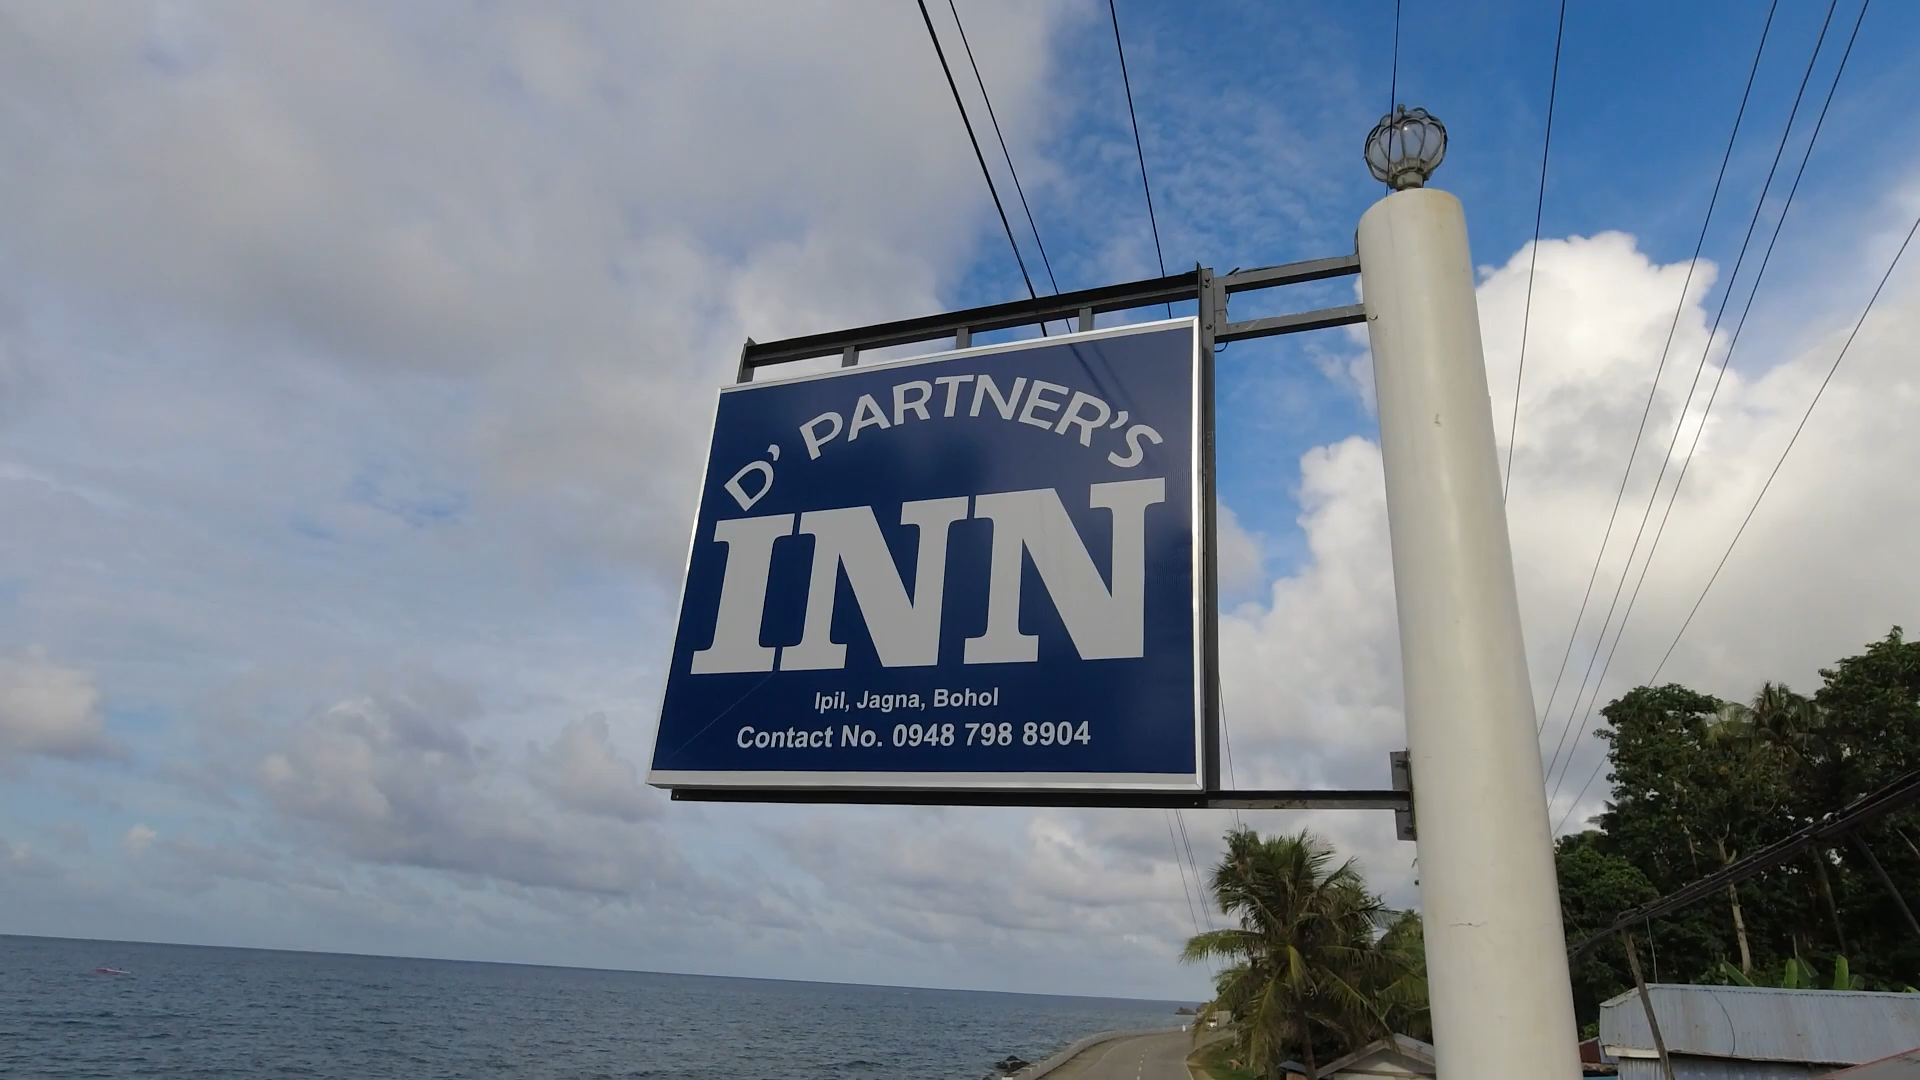 D' PARTNER'S
INN
Ipil, Jagna, Bohol
Contact No. 0948 798 8904